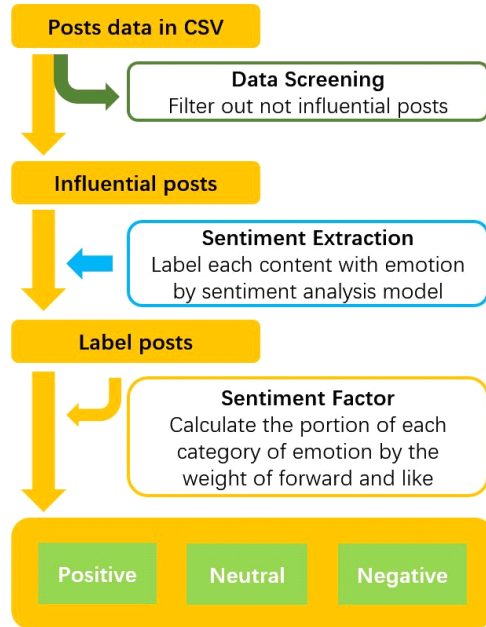 Posts data in CSV
Data Screening
Filter out not influential posts
Influential posts
Sentiment Extraction
Label each content with emotion
by sentiment analysis model
Label posts
Sentiment Factor
Calculate the portion of each
category of emotion by the
weight of forward and like
Positive
Neutral
Negative